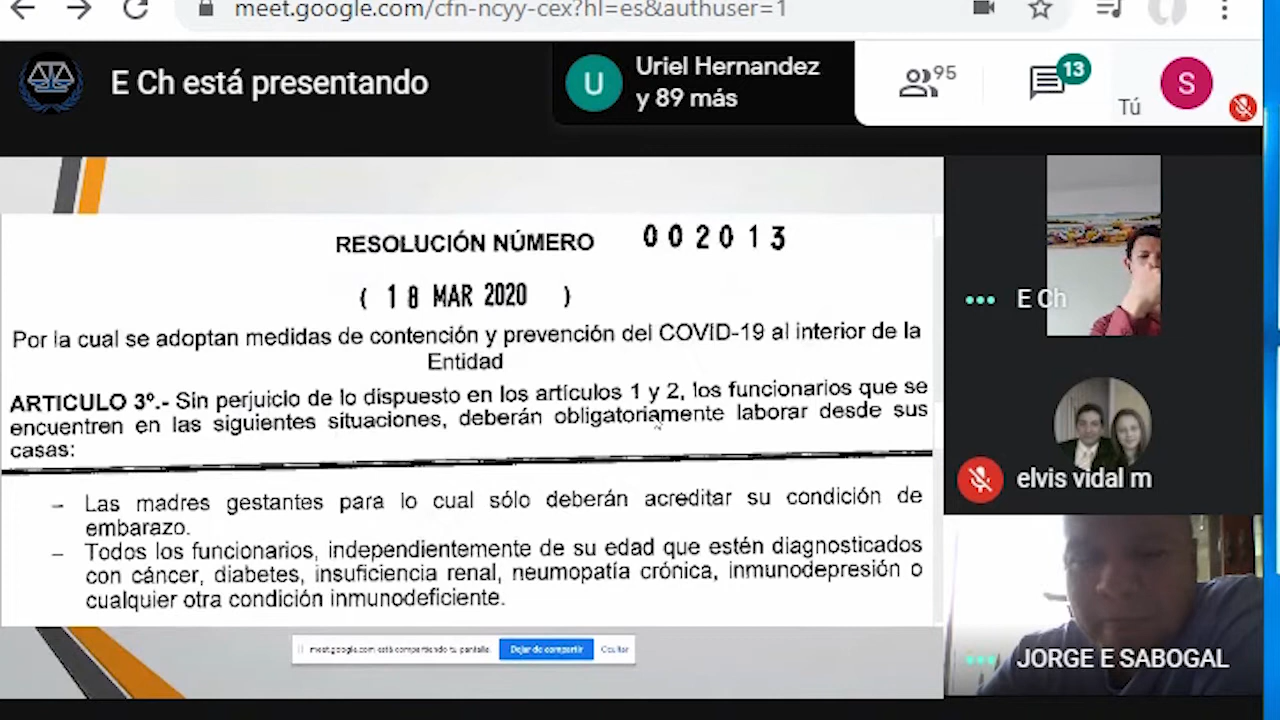 meet.google.com/cfn-ncyy-cex?hl=es&authuser=1
E Ch está presentando
U
Uriel Hernandez
y 89 más
95
13
Tú
S
RESOLUCIÓN NÚMERO 002013
( 18 MAR 2020 )
Por la cual se adoptan medidas de contención y prevención del COVID-19 al interior de la
Entidad
ARTICULO 3º.- Sin perjuicio de lo dispuesto en los artículos 1 y 2, los funcionarios que se
encuentren en las siguientes situaciones, deberán obligatoriamente laborar desde sus
casas:
– Las madres gestantes para lo cual sólo deberán acreditar su condición de
embarazo.
– Todos los funcionarios, independientemente de su edad que estén diagnosticados
con cáncer, diabetes, insuficiencia renal, neumopatía crónica, inmunodepresión o
cualquier otra condición inmunodeficiente.
meet.google.com está compartiendo tu pantalla.
Dejar de compartir
Ocultar
E Ch
elvis vidal m
JORGE E SABOGAL